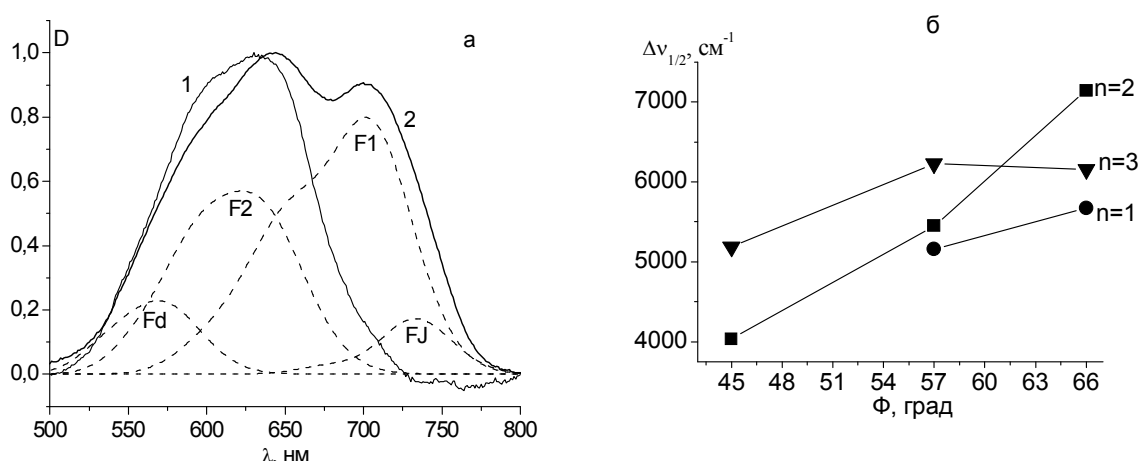 D
а
1,0
1
0,8
2
F1
0,6
F2
0,4
0,2
Fd
FJ
0,0
500 550 600 650 700 750 800
λ, нм
б
Δν1/2, см-1
7000
n=2
6000
n=3
n=1
5000
4000
45 48 51 54 57 60 63 66
Φ, град